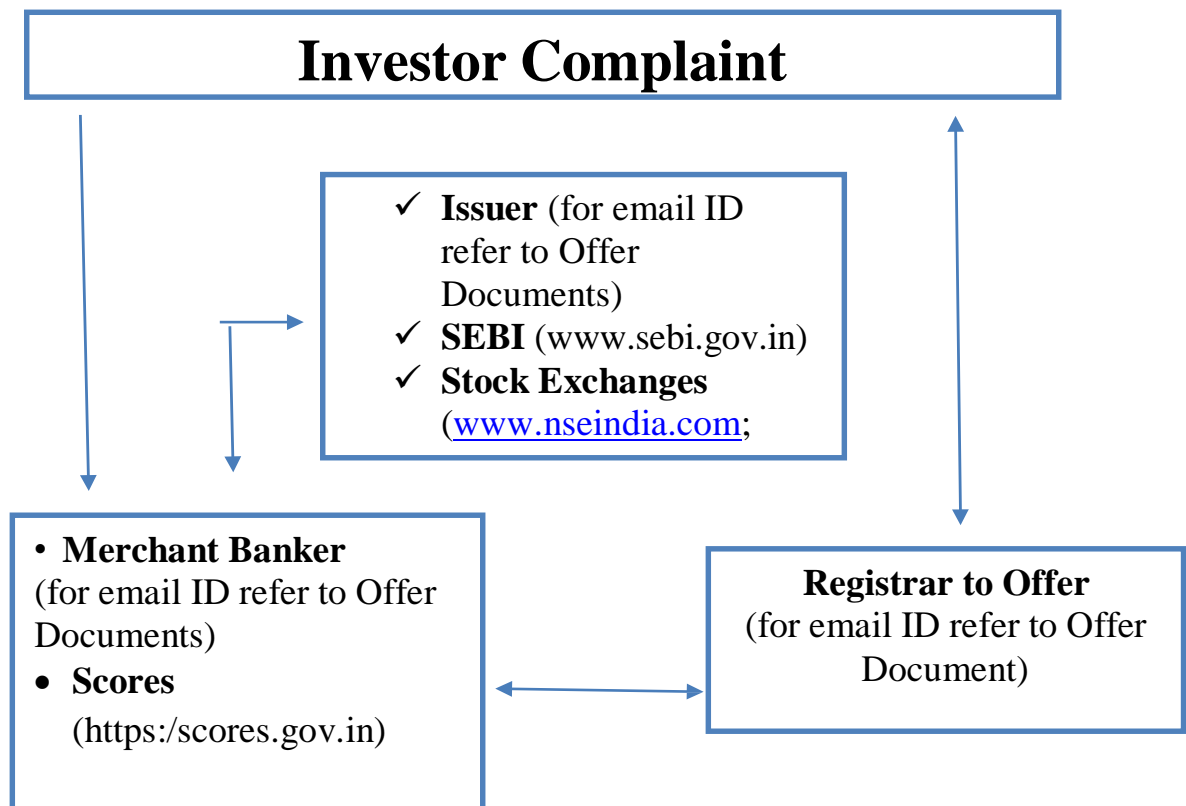 Investor Complaint
✓ Issuer (for email ID
refer to Offer
Documents)
✓ SEBI (www.sebi.gov.in)
✓ Stock Exchanges
(www.nseindia.com;
• Merchant Banker
(for email ID refer to Offer
Documents)
• Scores
(https:/scores.gov.in)
Registrar to Offer
(for email ID refer to Offer
Document)